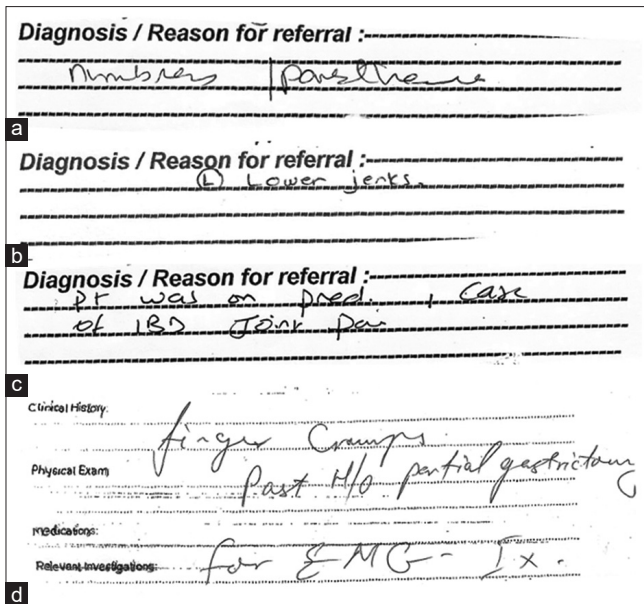 Diagnosis / Reason for referral :
numbness / paresthesia
a
Diagnosis / Reason for referral :
Ⓛ Lower jerks.
b
Diagnosis / Reason for referral :
pt was on pred. , case
of IBD Joint Pai
c
Clinical History:
finger Cramps.
Physical Exam
Past H/o partial gastrictomy
Medications:
Relevant Investigations: for EMG - Ix.
d